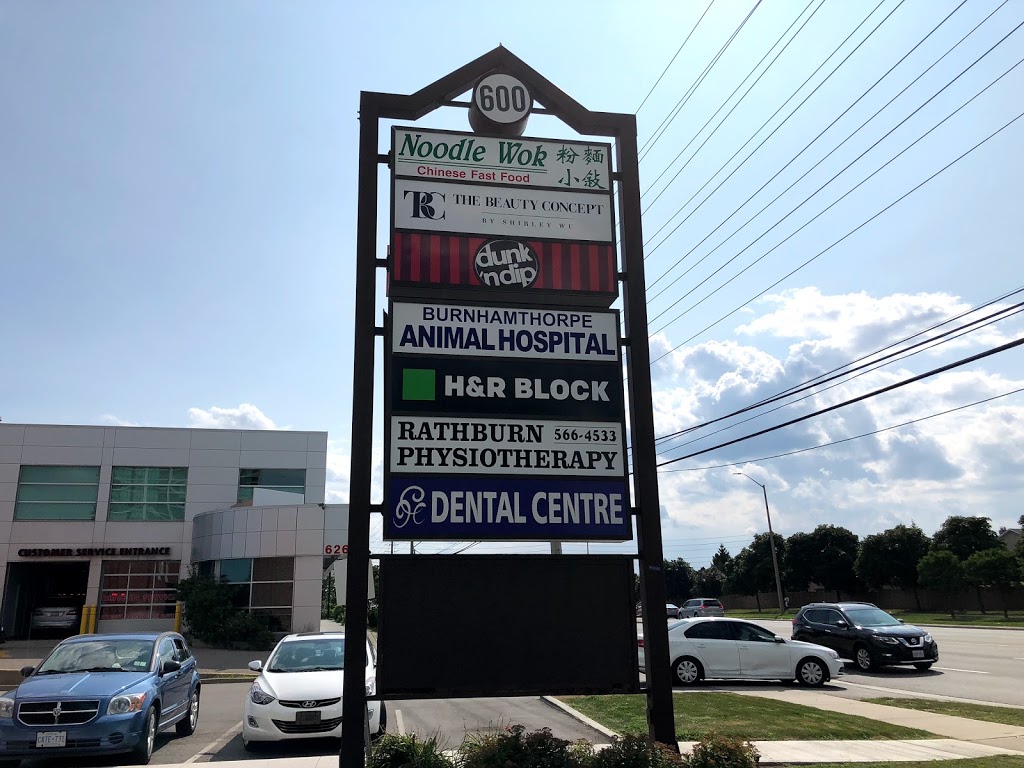 600
Noodle Wok 粉麵
Chinese Fast Food 小敍
TBC THE BEAUTY CONCEPT
BY SHIRLEY WU
dunk
'n dip
BURNHAMTHORPE
ANIMAL HOSPITAL
H&R BLOCK
RATHBURN 566-4533
PHYSIOTHERAPY
DENTAL CENTRE
CUSTOMER SERVICE ENTRANCE
626